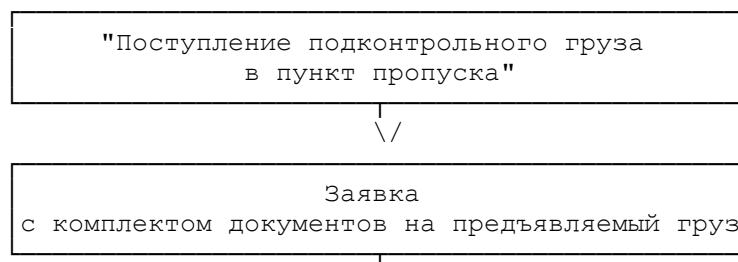 "Поступление подконтрольного груза
в пункт пропуска"
\/
Заявка
с комплектом документов на предъявляемый груз